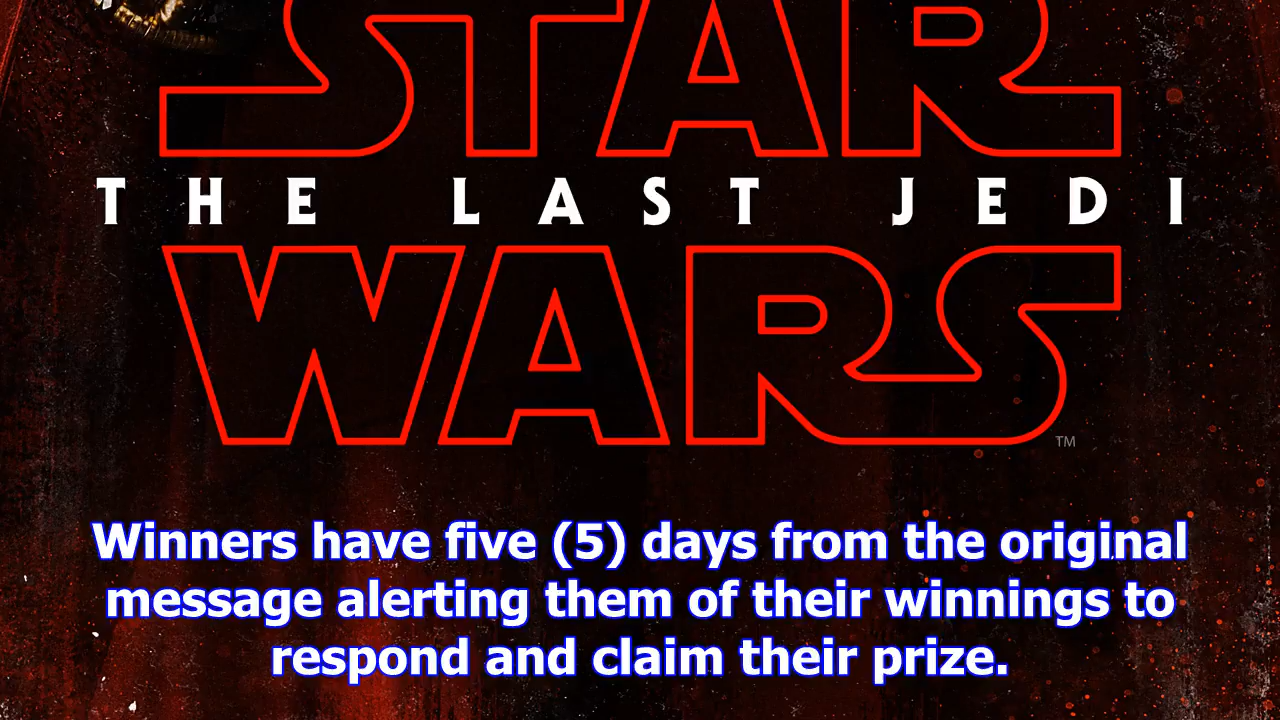 STAR
THE LAST JEDI
WARS
TM
Winners have five (5) days from the original
message alerting them of their winnings to
respond and claim their prize.